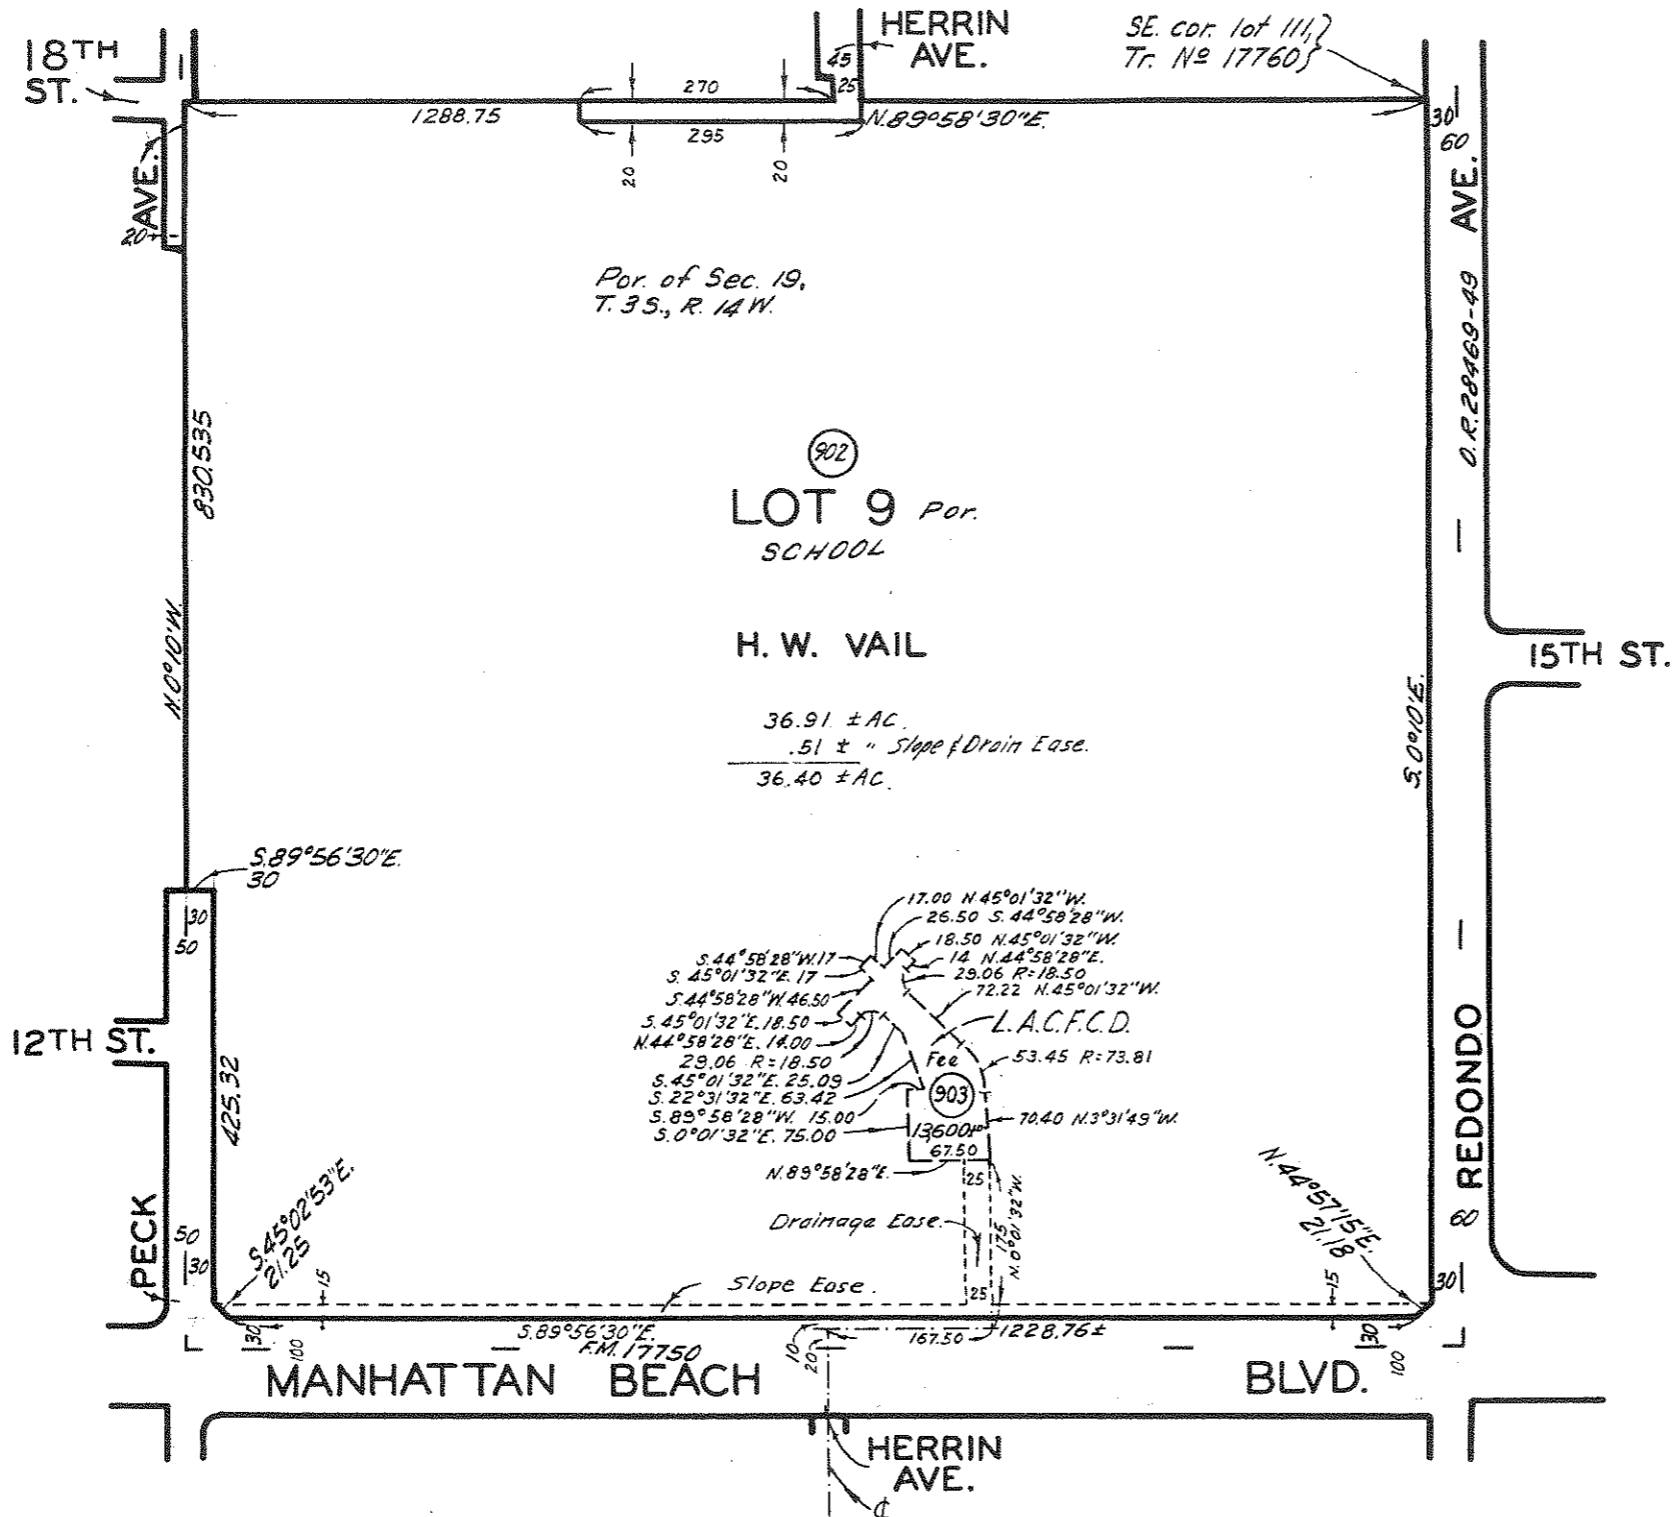 18TH
ST.
HERRIN
AVE.
SE. cor. lot 111,
Tr. Nº 17760
45
25
270
1288.75
N.89°58'30"E.
295
20
20
30
60
AVE.
20
AVE.
O.R.28469-49
Por. of Sec. 19,
T. 3 S., R. 14 W.
830.535
902
LOT 9 Por.
SCHOOL
N.0°10'W.
H. W. VAIL
15TH ST.
36.91 ± AC.
.51 ± " Slope & Drain Ease.
36.40 ± AC.
S.0°10'E.
S.89°56'30"E.
30
30
50
17.00 N.45°01'32"W.
26.50 S.44°58'28"W.
18.50 N.45°01'32"W.
S.44°58'28"W.17
14 N.44°58'28"E.
S.45°01'32"E.17
29.06 R=18.50
S.44°58'28"W.46.50
72.22 N.45°01'32"W.
S.45°01'32"E.18.50
L.A.C.F.C.D.
12TH ST.
N.44°58'28"E. 14.00
29.06 R=18.50
Fee
53.45 R=73.81
S.45°01'32"E. 25.09
S.22°31'32"E. 63.42
903
S.89°58'28"W. 15.00
70.40 N.3°31'49"W.
S.0°01'32"E. 75.00
67.50
425.32
REDONDO
N.89°58'28"E.
25
N.44°57'15"E.
21.18
S.45°02'53"E.
21.25
Drainage Ease.
175
N.0°01'32"W.
PECK
50
30
60
30
Slope Ease.
15
25
15
30
100
S.89°56'30"E.
F.M.17750
10
20
167.50
1228.76±
30
100
MANHATTAN BEACH BLVD.
HERRIN
AVE.